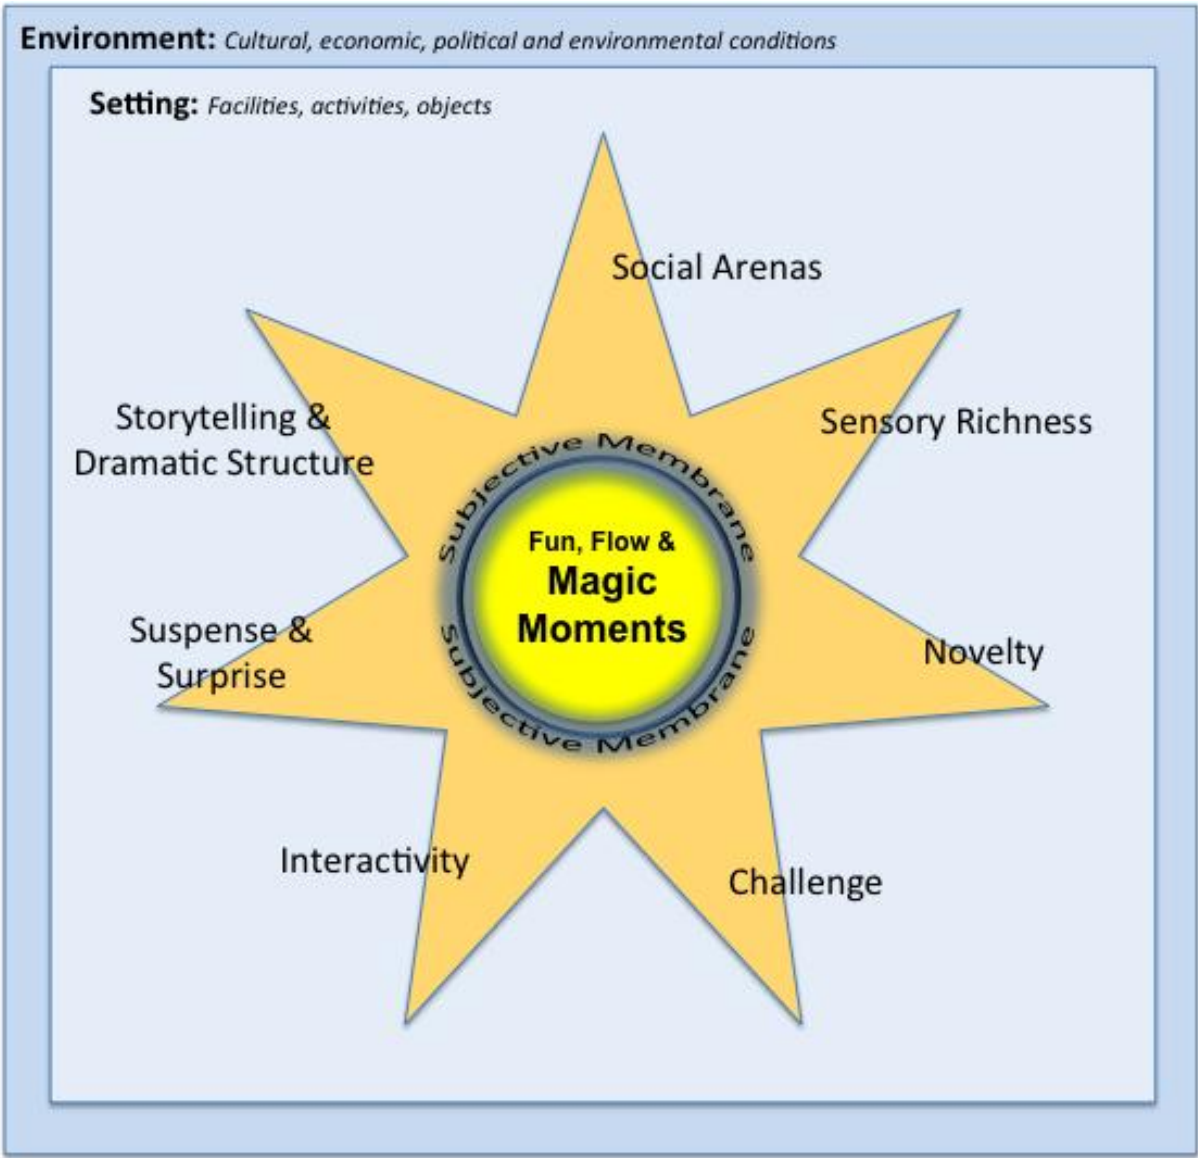 Environment: Cultural, economic, political and environmental conditions
Setting: Facilities, activities, objects
Social Arenas
Storytelling &
Dramatic Structure
Sensory Richness
Subjective Membrane
Fun, Flow &
Magic
Moments
Subjective Membrane
Suspense &
Surprise
Novelty
Interactivity
Challenge